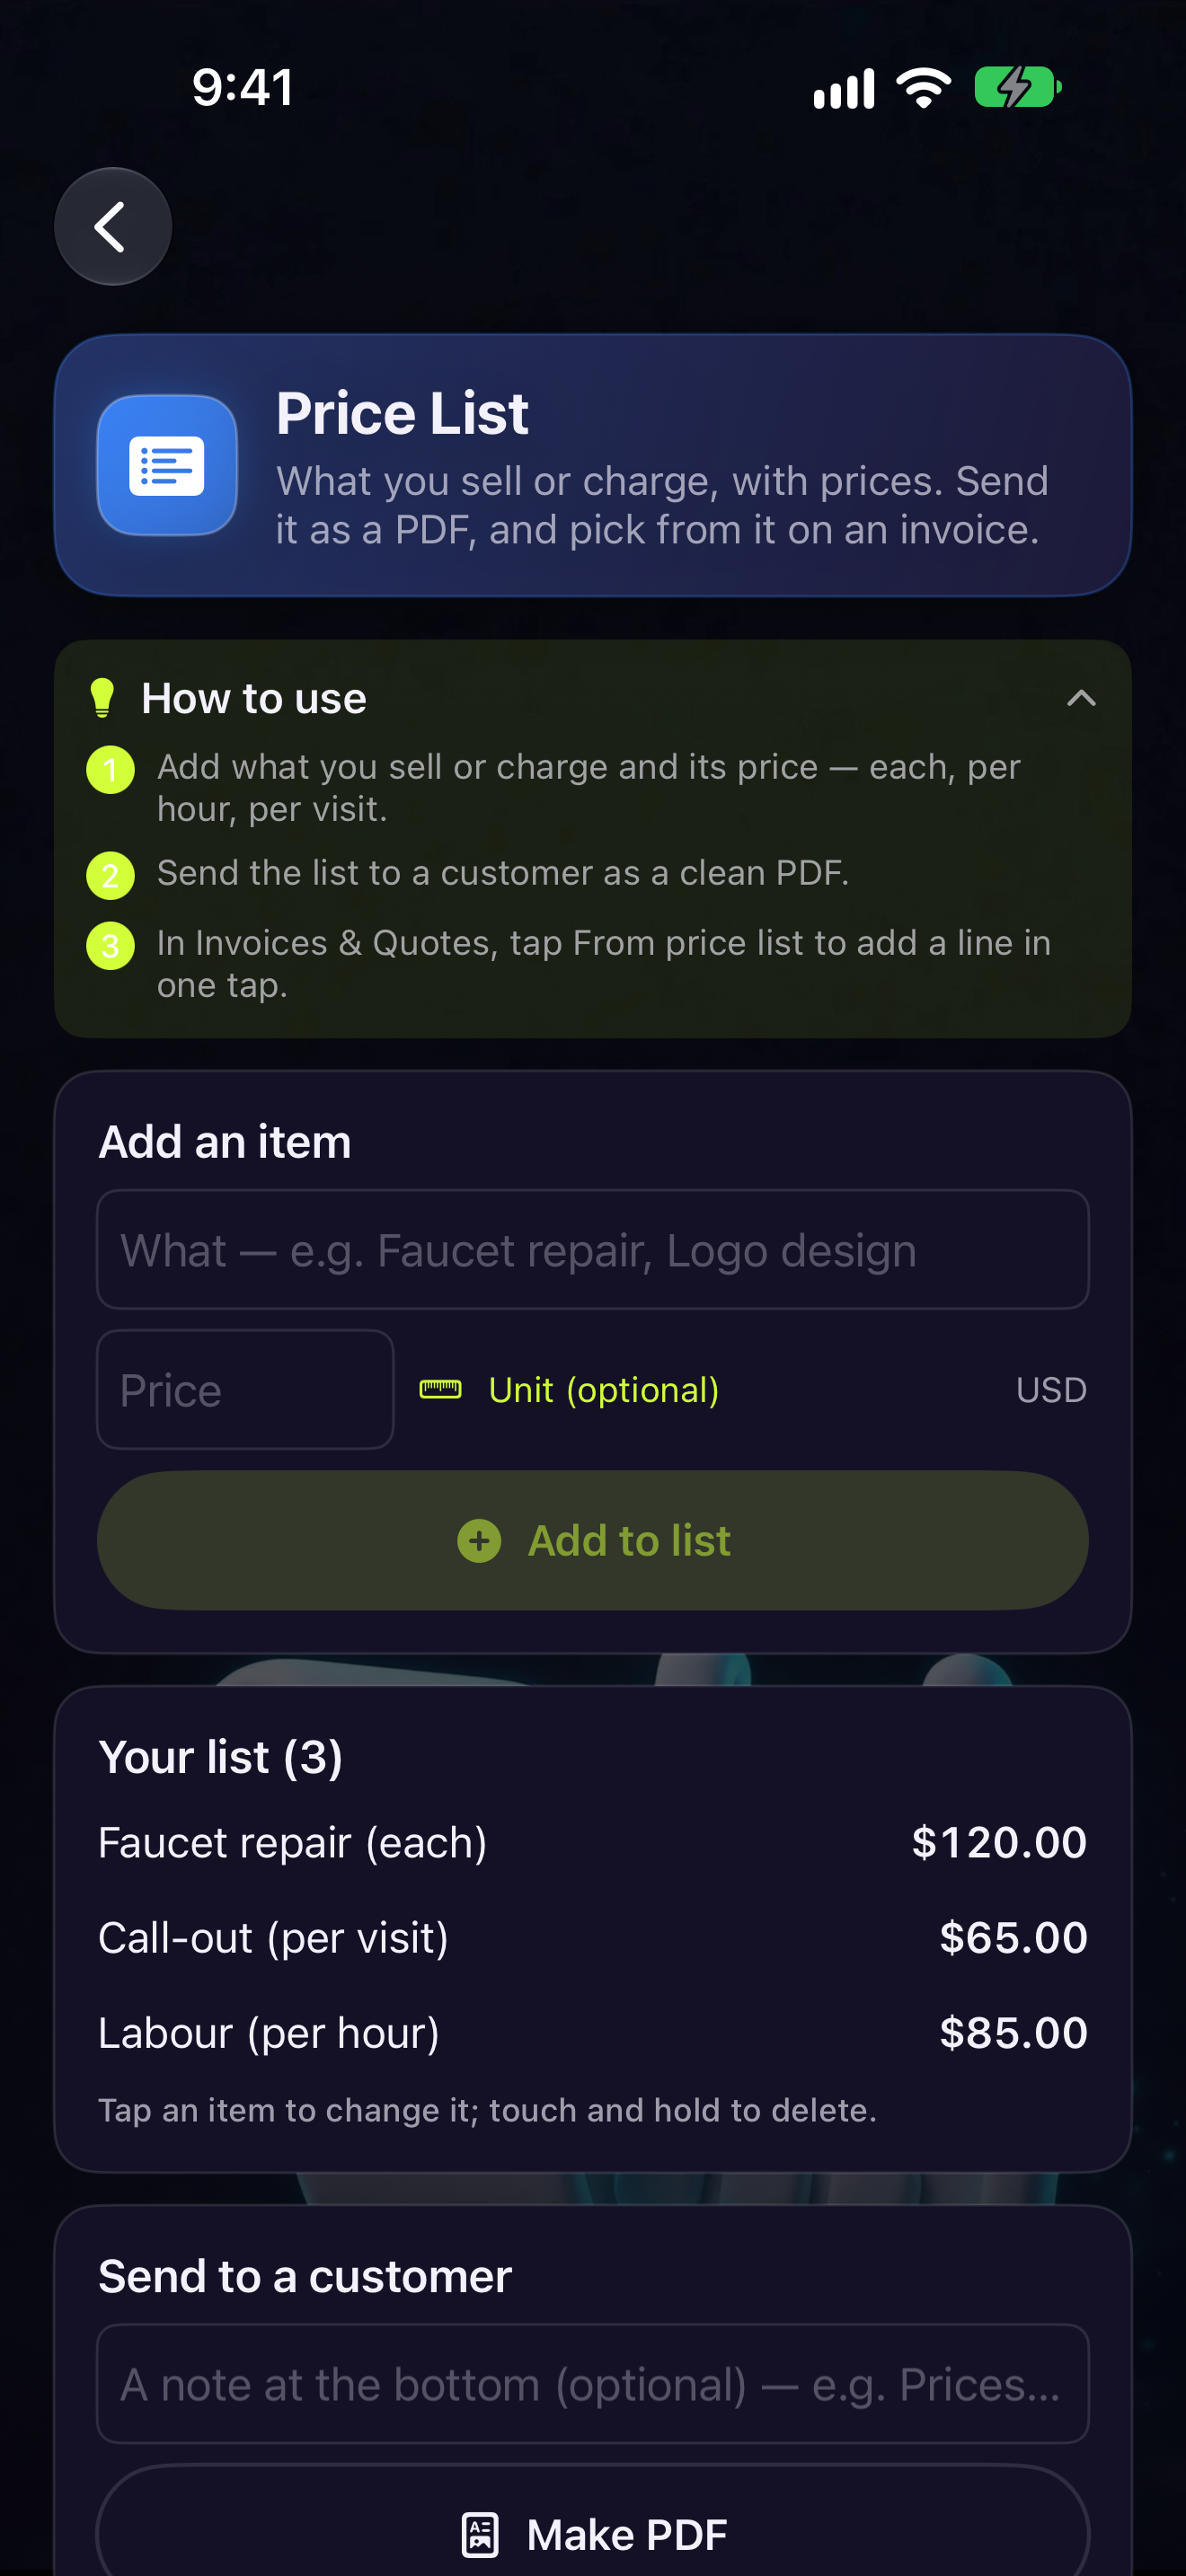 9:41
Price List
What you sell or charge, with prices. Send
it as a PDF, and pick from it on an invoice.
How to use
1 Add what you sell or charge and its price — each, per
hour, per visit.
2 Send the list to a customer as a clean PDF.
3 In Invoices & Quotes, tap From price list to add a line in
one tap.
Add an item
What — e.g. Faucet repair, Logo design
Price Unit (optional) USD
Add to list
Your list (3)
Faucet repair (each) $120.00
Call-out (per visit) $65.00
Labour (per hour) $85.00
Tap an item to change it; touch and hold to delete.
Send to a customer
A note at the bottom (optional) — e.g. Prices...
Make PDF